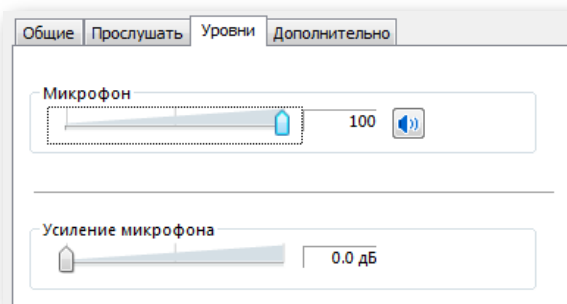 Общие Прослушать Уровни Дополнительно
Микрофон
100
Усиление микрофона
0.0 дБ